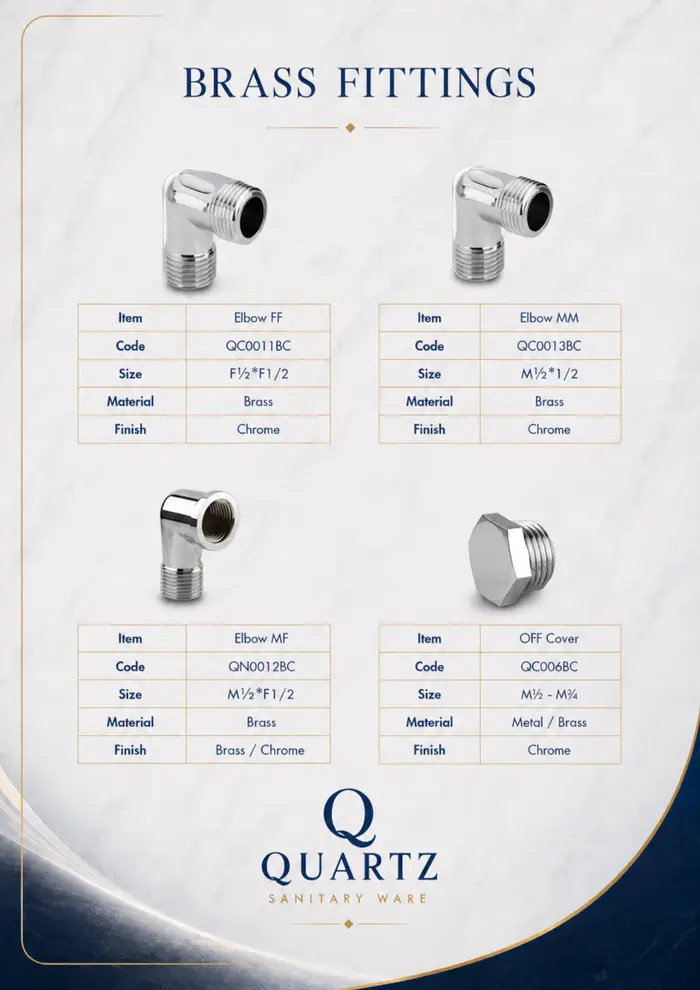 BRASS FITTINGS
Item Elbow FF
Code QC0011BC
Size F½*F1/2
Material Brass
Finish Chrome
Item Elbow MM
Code QC0013BC
Size M½*1/2
Material Brass
Finish Chrome
Item Elbow MF
Code QN0012BC
Size M½*F1/2
Material Brass
Finish Brass / Chrome
Item OFF Cover
Code QC006BC
Size M½ - M¾
Material Metal / Brass
Finish Chrome
Q
QUARTZ
SANITARY WARE